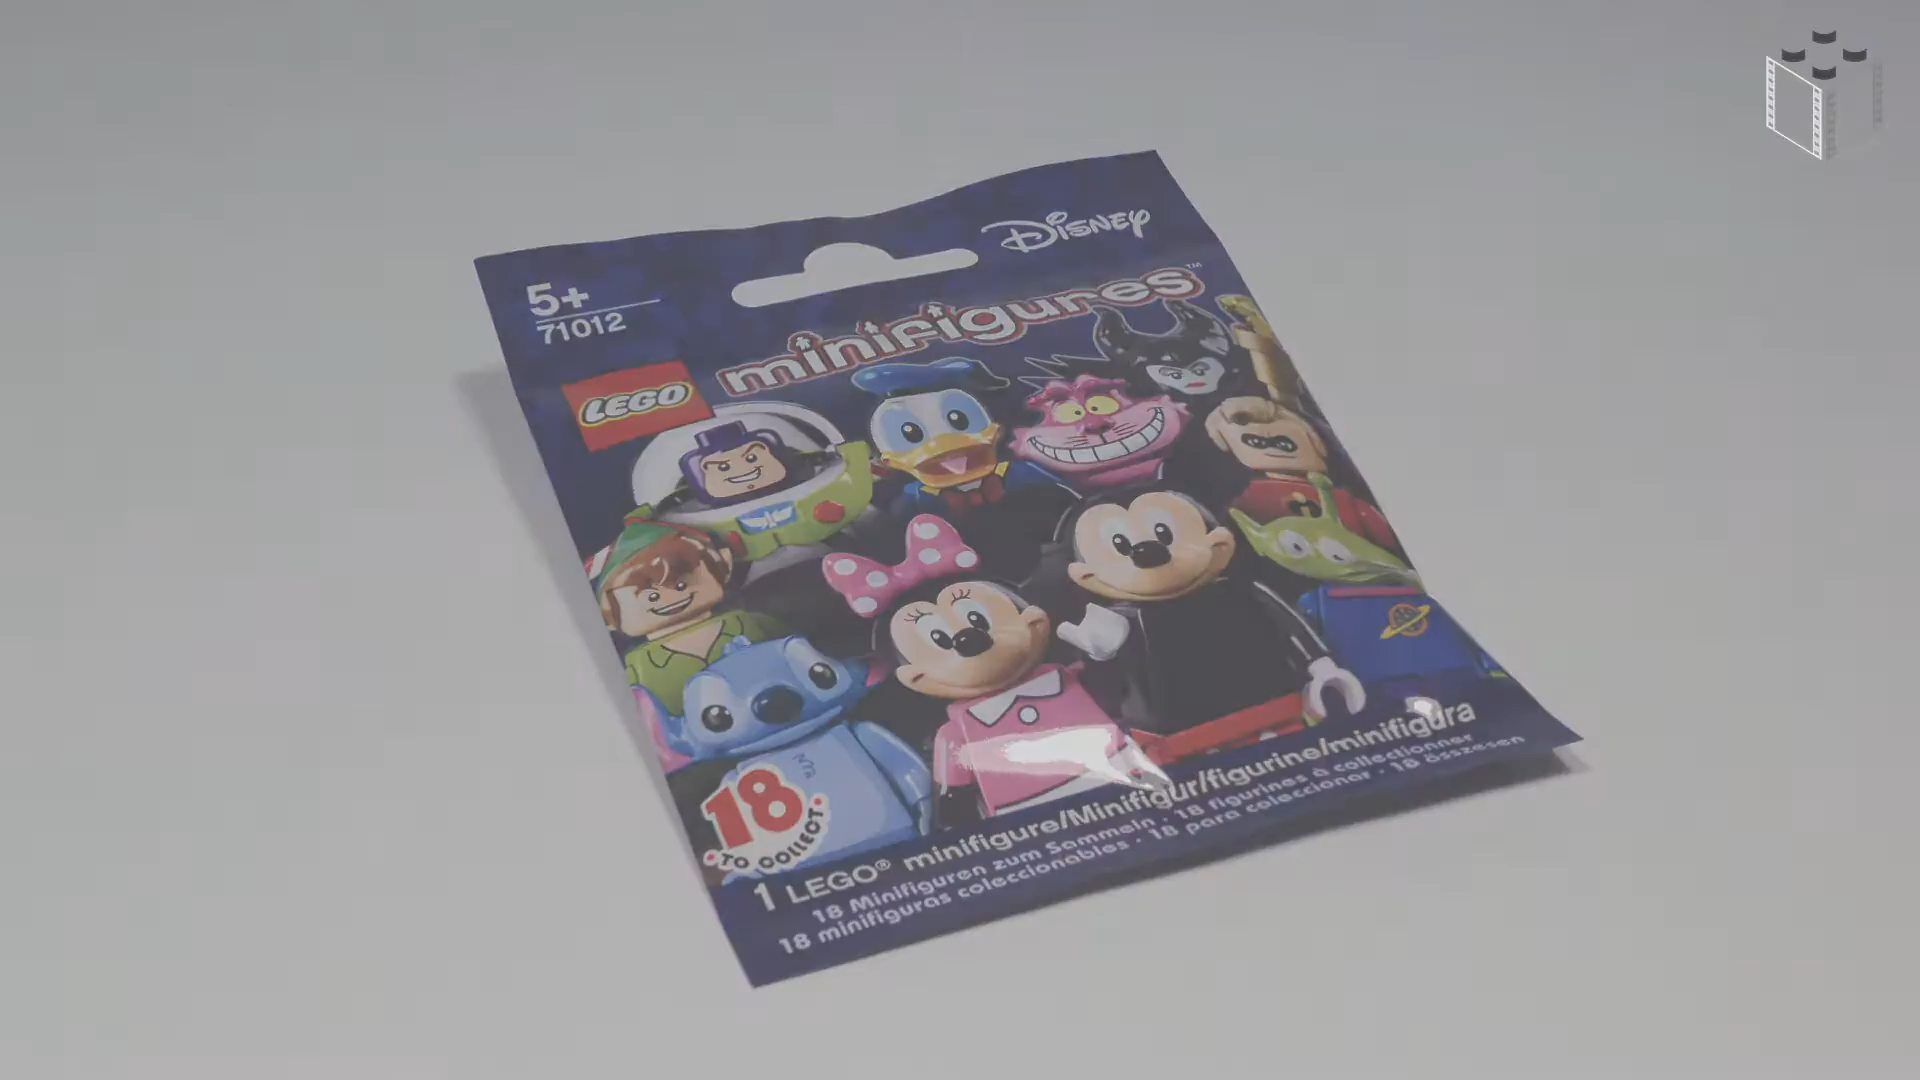 Disney
5+
71012
minifigures™
LEGO
18
TO COLLECT
1 LEGO® minifigure/Minifigur/figurine/minifigura
18 Minifiguren zum Sammeln · 18 figurines à collectionner
18 minifiguras coleccionables · 18 para coleccionar · 18 összesen